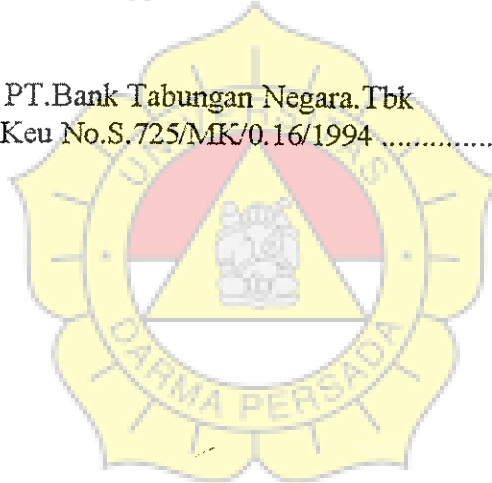 PT.Bank Tabungan Negara.Tbk
Keu No.S.725/MK/0.16/1994 ...............
UNIVERSITAS
DARMA PERSADA